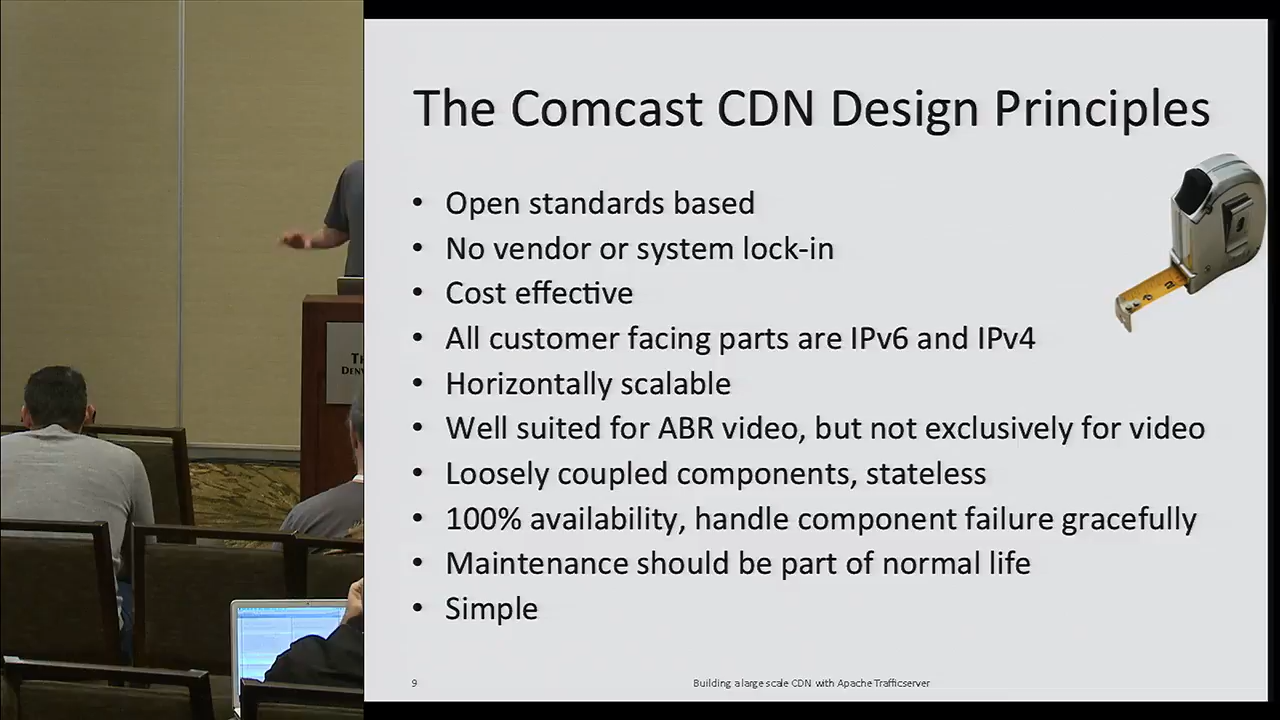 The Comcast CDN Design Principles
• Open standards based
• No vendor or system lock-in
• Cost effective
• All customer facing parts are IPv6 and IPv4
• Horizontally scalable
• Well suited for ABR video, but not exclusively for video
• Loosely coupled components, stateless
• 100% availability, handle component failure gracefully
• Maintenance should be part of normal life
• Simple
9
Building a large scale CDN with Apache Trafficserver